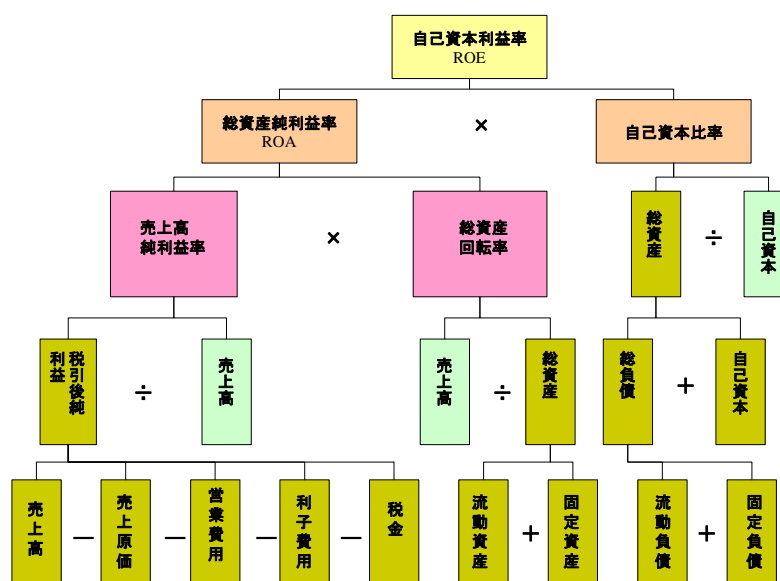 自己資本利益率
ROE
総資産純利益率
ROA
×
自己資本比率
売上高
純利益率
×
総資産
回転率
総資産
÷
自己資本
税引後純
利益
÷
売上高
売上高
÷
総資産
総負債
+
自己資本
売上高
—
売上原価
—
営業費用
—
利子費用
—
税金
流動資産
+
固定資産
流動負債
+
固定負債